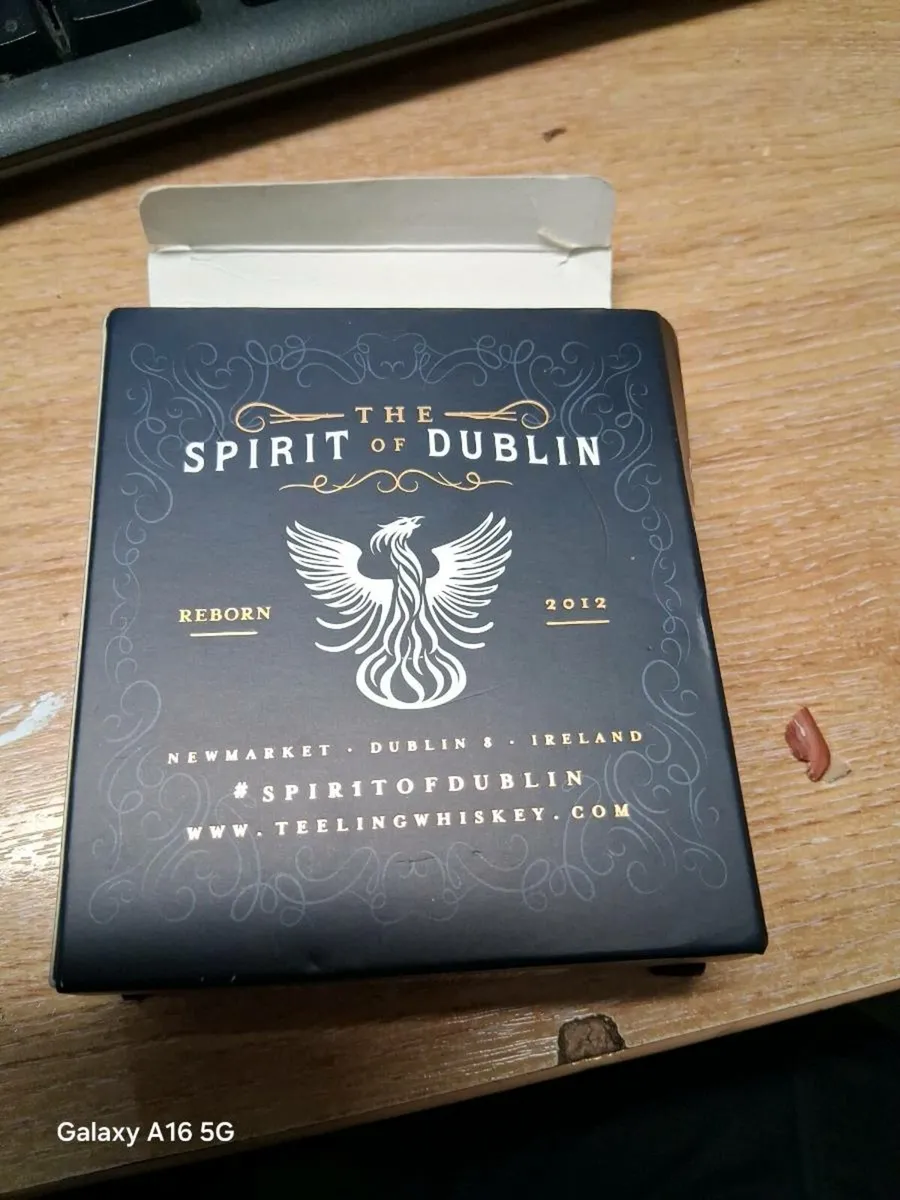 THE
SPIRIT OF DUBLIN
REBORN
2012
NEWMARKET · DUBLIN 8 · IRELAND
#SPIRITOFDUBLIN
WWW.TEELINGWHISKEY.COM
Galaxy A16 5G